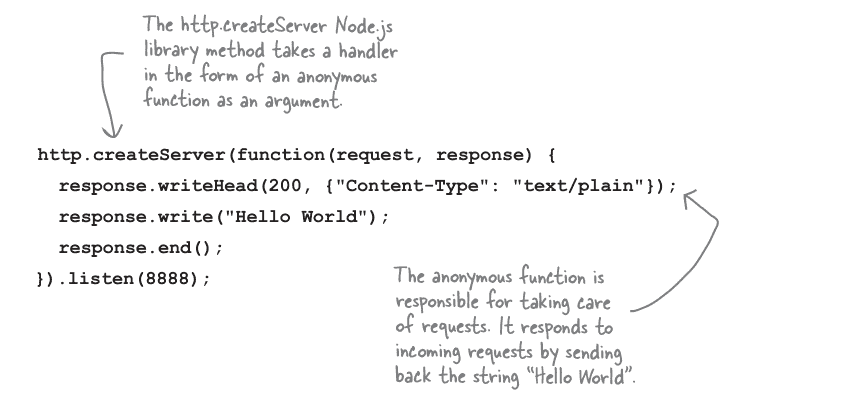 The http.createServer Node.js
library method takes a handler
in the form of an anonymous
function as an argument.
http.createServer(function(request, response) {
response.writeHead(200, {"Content-Type": "text/plain"});
response.write("Hello World");
response.end();
}).listen(8888);
The anonymous function is
responsible for taking care
of requests. It responds to
incoming requests by sending
back the string “Hello World”.